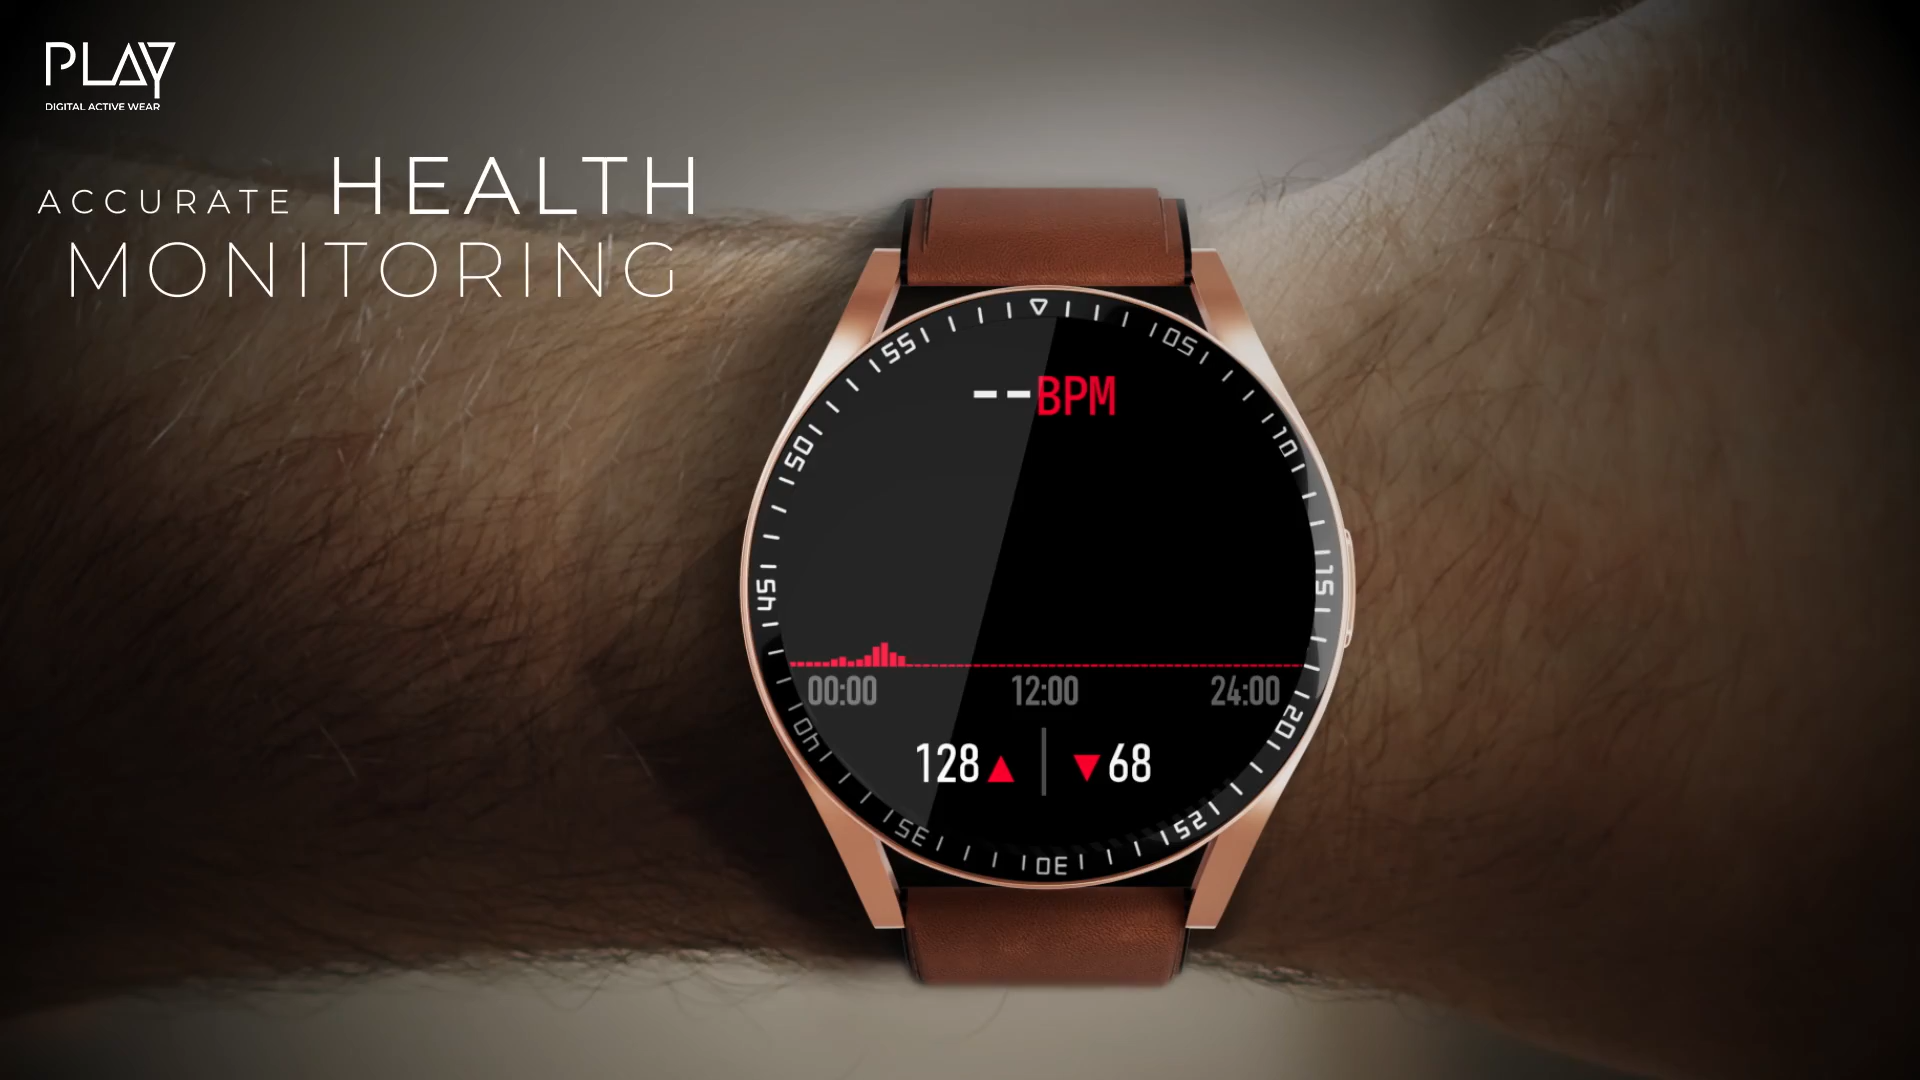 PLAY
DIGITAL ACTIVE WEAR
ACCURATE HEALTH
MONITORING
--BPM
00:00 12:00 24:00
128▲ | ▼68
05
10
15
20
25
30
35
40
45
50
55